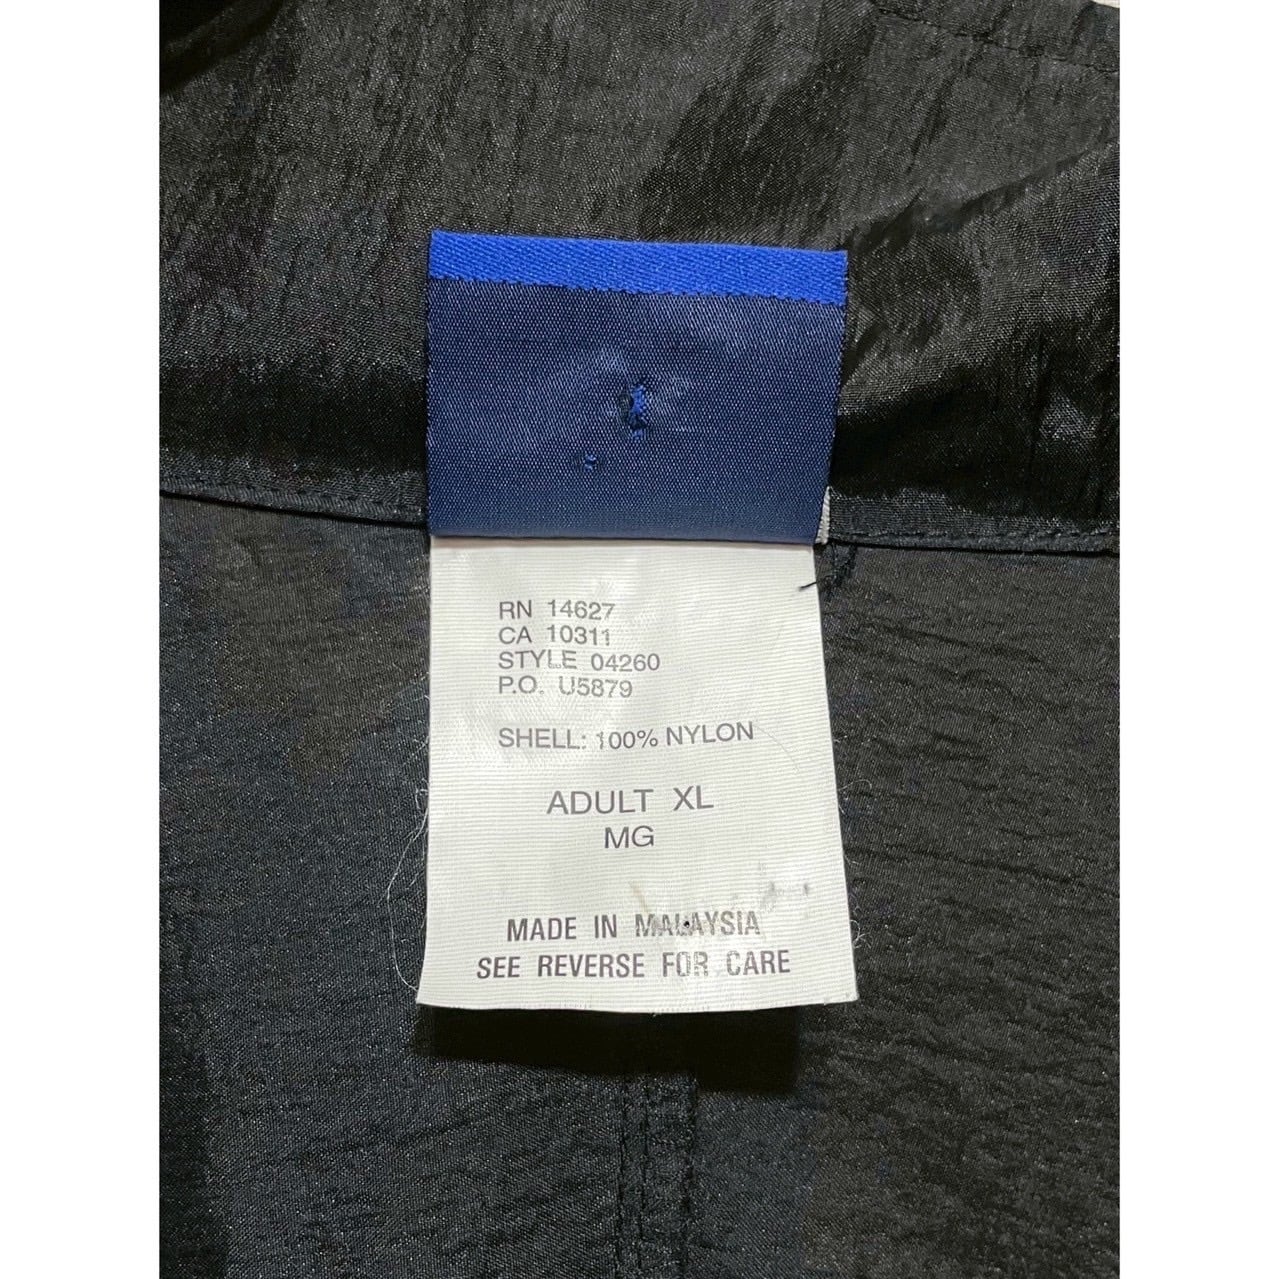 RN 14627
CA 10311
STYLE 04260
P.O. U5879
SHELL: 100% NYLON
ADULT XL
MG
MADE IN MALAYSIA
SEE REVERSE FOR CARE